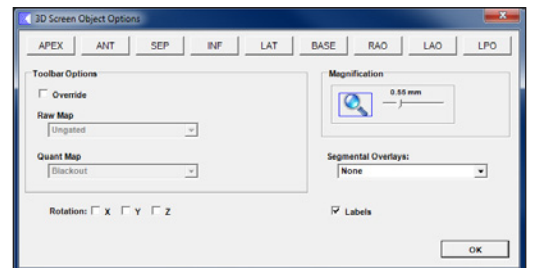 3D Screen Object Options
APEX ANT SEP INF LAT BASE RAO LAO LPO
Toolbar Options
Override
Raw Map
Ungated
Quant Map
Blackout
Magnification
0.55 mm
Segmental Overlays:
None
Rotation: X Y Z
Labels
OK